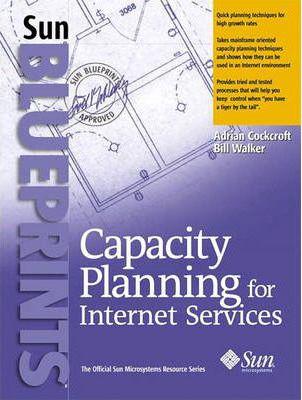 Sun
BLUEPRINTS
Quick planning techniques for
high growth rates
Takes mainframe oriented
capacity planning techniques
and shows how they can be
used in an Internet environment
Provides tried and tested
processes that will help you
keep control when "you have
a tiger by the tail".
SUN BLUEPRINTS
APPROVED
Adrian Cockcroft
Bill Walker
Capacity
Planning for
Internet Services
The Official Sun Microsystems Resource Series
Sun
microsystems